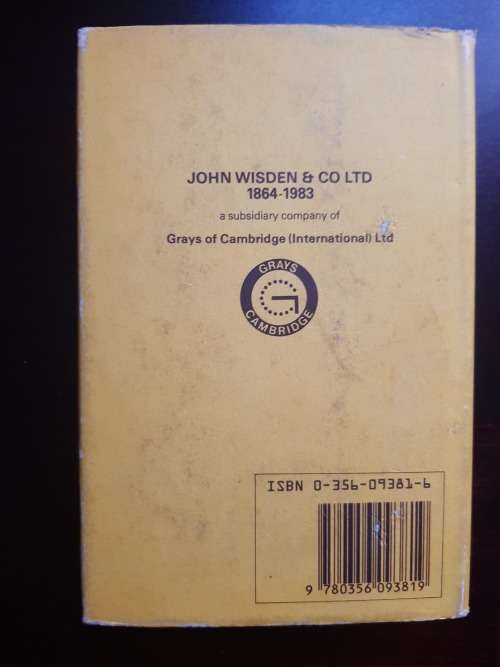 JOHN WISDEN & CO LTD
1864-1983
a subsidiary company of
Grays of Cambridge (International) Ltd
GRAYS
CAMBRIDGE
ISBN 0-356-09381-6
9 780356 093819